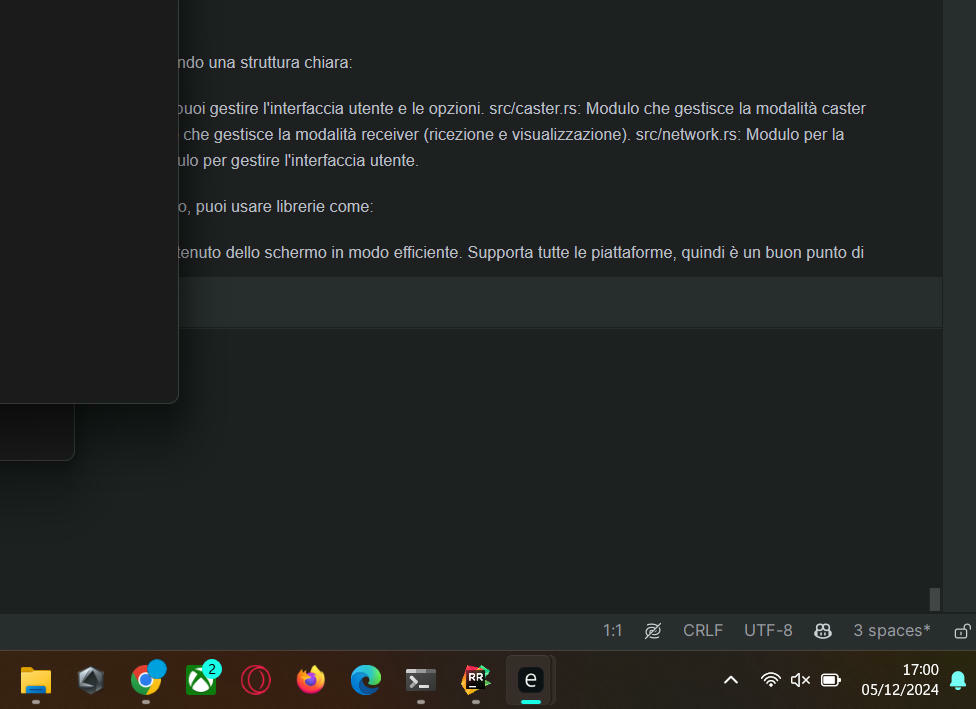 ndo una struttura chiara:
puoi gestire l'interfaccia utente e le opzioni. src/caster.rs: Modulo che gestisce la modalità caster
che gestisce la modalità receiver (ricezione e visualizzazione). src/network.rs: Modulo per la
ulo per gestire l'interfaccia utente.
o, puoi usare librerie come:
tenuto dello schermo in modo efficiente. Supporta tutte le piattaforme, quindi è un buon punto di
1:1 CRLF UTF-8 3 spaces*
2
RR
e
17:00
05/12/2024